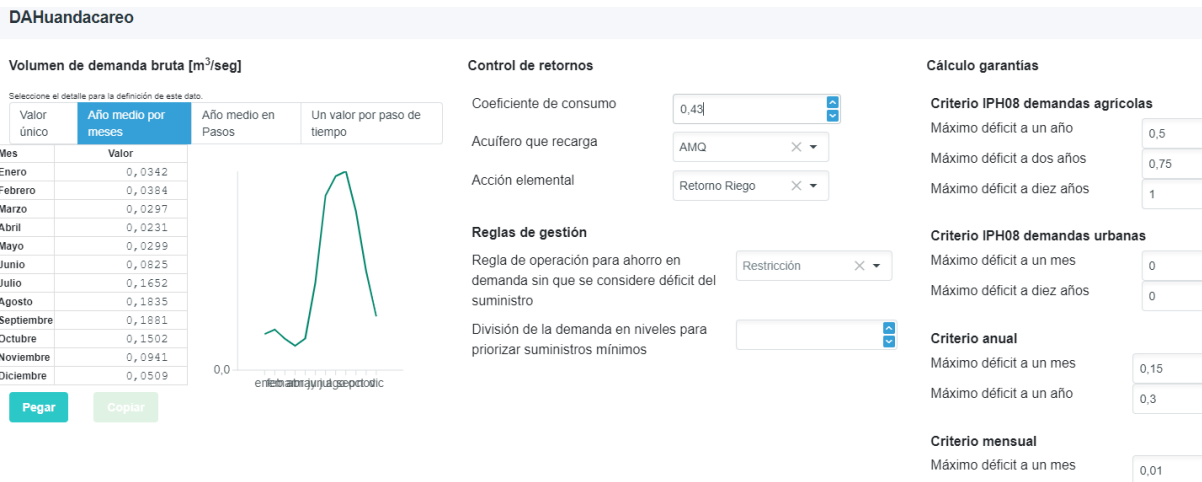 DAHuandacareo
Volumen de demanda bruta [m³/seg]
Seleccione el detalle para la definición de este dato.
Valor único
Año medio por meses
Año medio en Pasos
Un valor por paso de tiempo
Mes Valor
Enero 0,0342
Febrero 0,0384
Marzo 0,0297
Abril 0,0231
Mayo 0,0299
Junio 0,0825
Julio 0,1652
Agosto 0,1835
Septiembre 0,1881
Octubre 0,1502
Noviembre 0,0941
Diciembre 0,0509
0,0
Pegar
Copiar
Control de retornos
Coeficiente de consumo 0,43
Acuífero que recarga AMQ
Acción elemental Retorno Riego
Reglas de gestión
Regla de operación para ahorro en
demanda sin que se considere déficit del
suministro
Restricción
División de la demanda en niveles para
priorizar suministros mínimos
Cálculo garantías
Criterio IPH08 demandas agrícolas
Máximo déficit a un año 0,5
Máximo déficit a dos años 0,75
Máximo déficit a diez años 1
Criterio IPH08 demandas urbanas
Máximo déficit a un mes 0
Máximo déficit a diez años 0
Criterio anual
Máximo déficit a un mes 0,15
Máximo déficit a un año 0,3
Criterio mensual
Máximo déficit a un mes 0,01